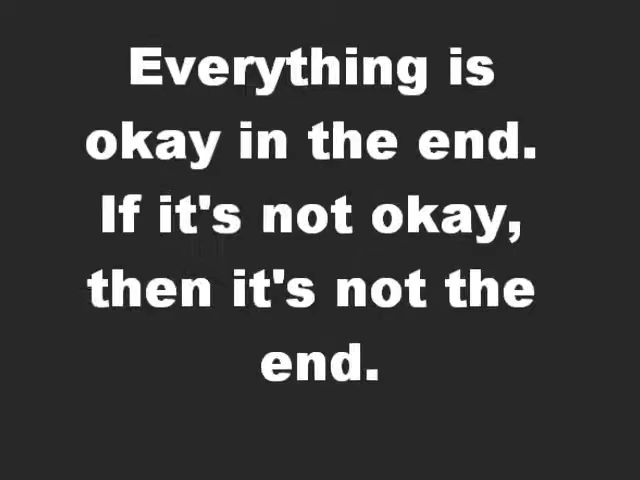 Everything is
okay in the end.
If it's not okay,
then it's not the
end.